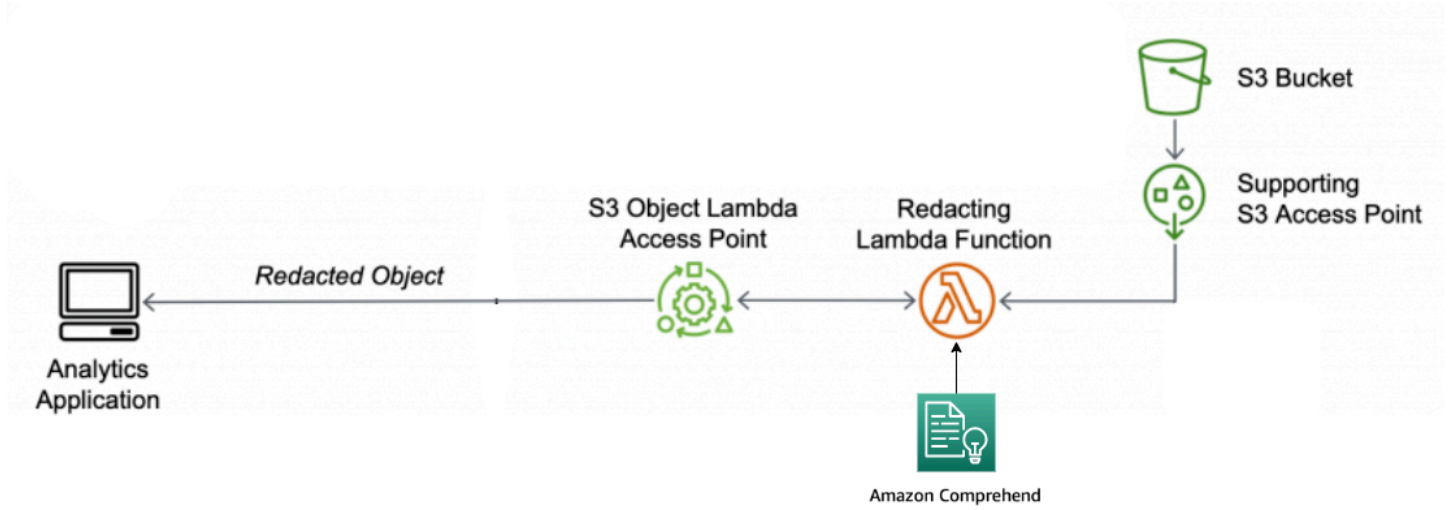 S3 Bucket
Supporting
S3 Access Point
S3 Object Lambda
Access Point
Redacting
Lambda Function
Redacted Object
Analytics
Application
Amazon Comprehend